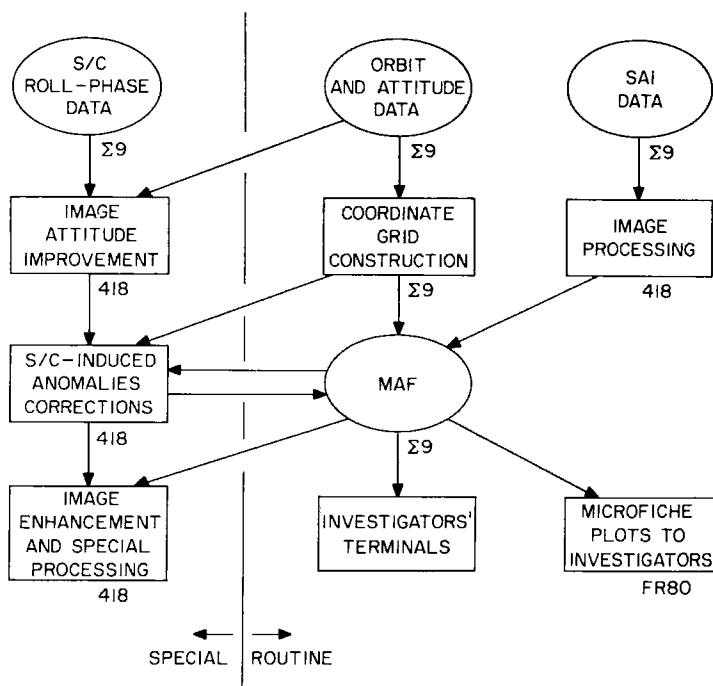 S/C
ROLL-PHASE
DATA
ORBIT
AND ATTITUDE
DATA
SAI
DATA
Σ9
Σ9
Σ9
IMAGE
ATTITUDE
IMPROVEMENT
COORDINATE
GRID
CONSTRUCTION
IMAGE
PROCESSING
418
Σ9
418
S/C-INDUCED
ANOMALIES
CORRECTIONS
MAF
418
Σ9
IMAGE
ENHANCEMENT
AND SPECIAL
PROCESSING
INVESTIGATORS'
TERMINALS
MICROFICHE
PLOTS TO
INVESTIGATORS
418
FR80
SPECIAL
ROUTINE